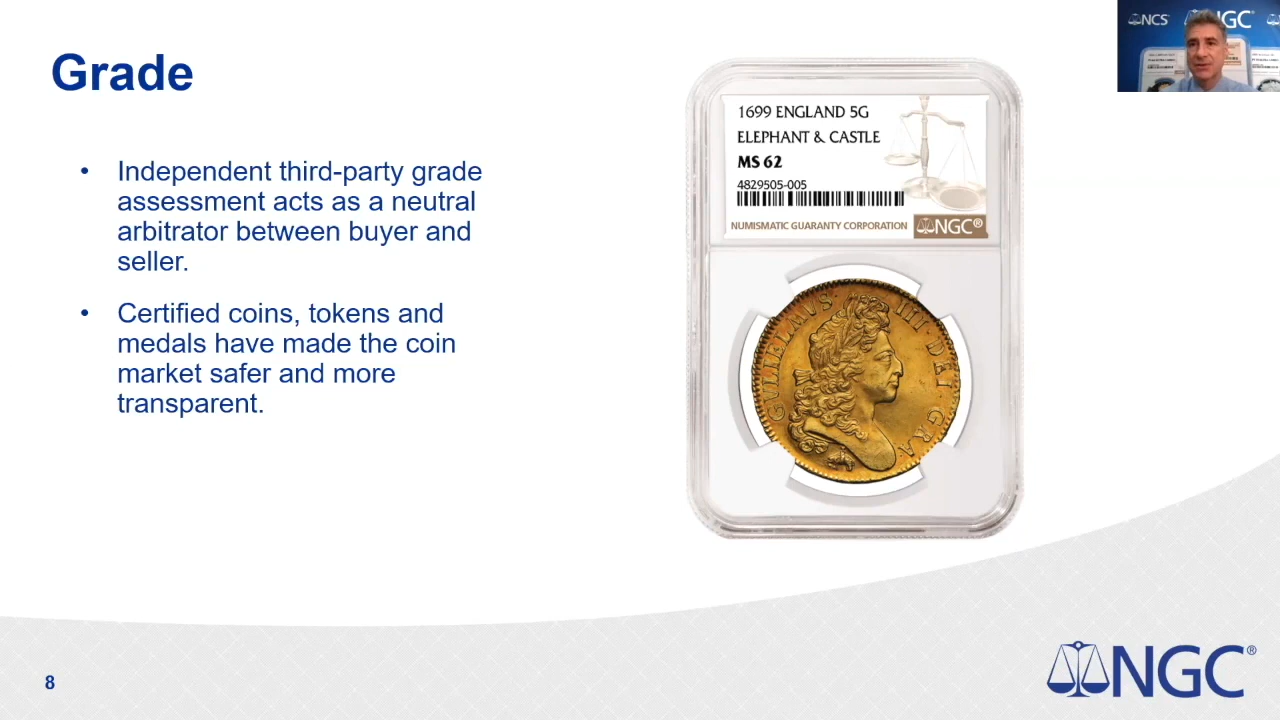 Grade
• Independent third-party grade
assessment acts as a neutral
arbitrator between buyer and
seller.
• Certified coins, tokens and
medals have made the coin
market safer and more
transparent.
1699 ENGLAND 5G
ELEPHANT & CASTLE
MS 62
4829505-005
NUMISMATIC GUARANTY CORPORATION NGC®
GVLIELMVS · III · DEI · GRA ·
NCS NGC®
8
NGC®